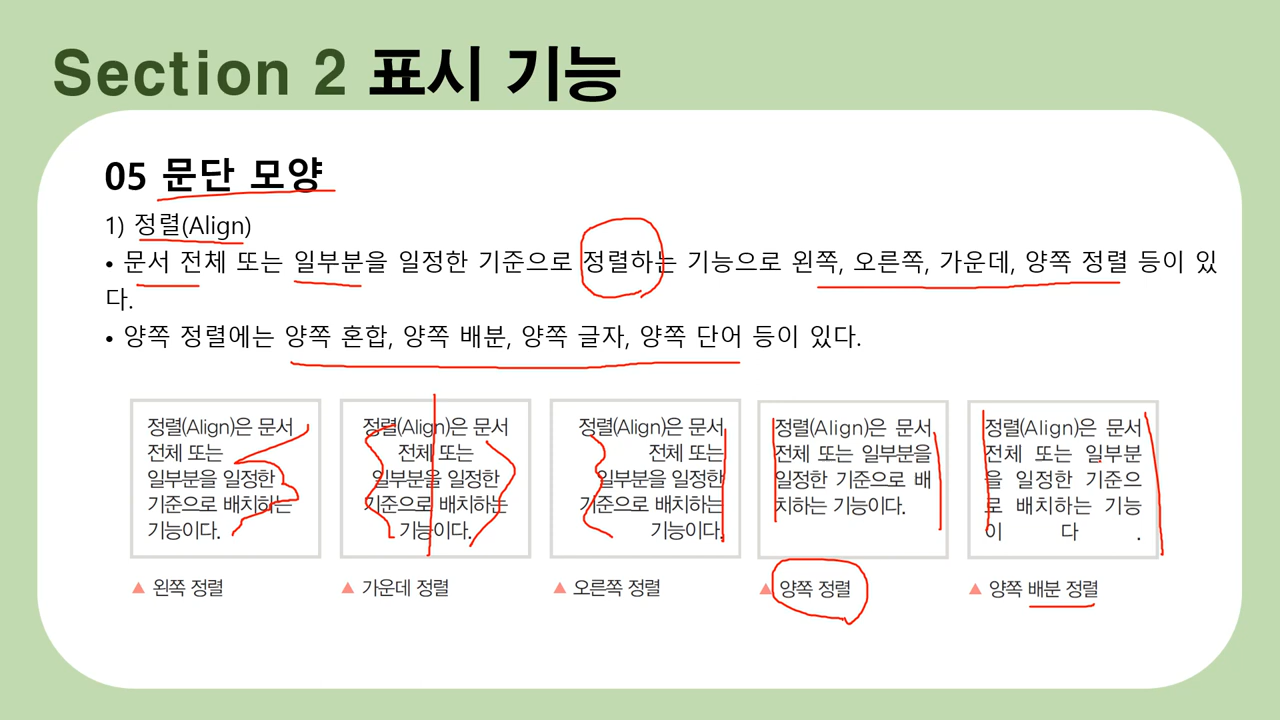 Section 2 표시 기능
05 문단 모양
1) 정렬(Align)
• 문서 전체 또는 일부분을 일정한 기준으로 정렬하는 기능으로 왼쪽, 오른쪽, 가운데, 양쪽 정렬 등이 있
다.
• 양쪽 정렬에는 양쪽 혼합, 양쪽 배분, 양쪽 글자, 양쪽 단어 등이 있다.
정렬(Align)은 문서
전체 또는
일부분을 일정한
기준으로 배치하는
기능이다.
▲ 왼쪽 정렬
정렬(Align)은 문서
전체 또는
일부분을 일정한
기준으로 배치하는
기능이다.
▲ 가운데 정렬
정렬(Align)은 문서
전체 또는
일부분을 일정한
기준으로 배치하는
기능이다.
▲ 오른쪽 정렬
정렬(Align)은 문서
전체 또는 일부분을
일정한 기준으로 배
치하는 기능이다.
▲ 양쪽 정렬
정렬(Align)은 문서
전체 또는 일부분
을 일정한 기준으
로 배치하는 기능
이 다 .
▲ 양쪽 배분 정렬